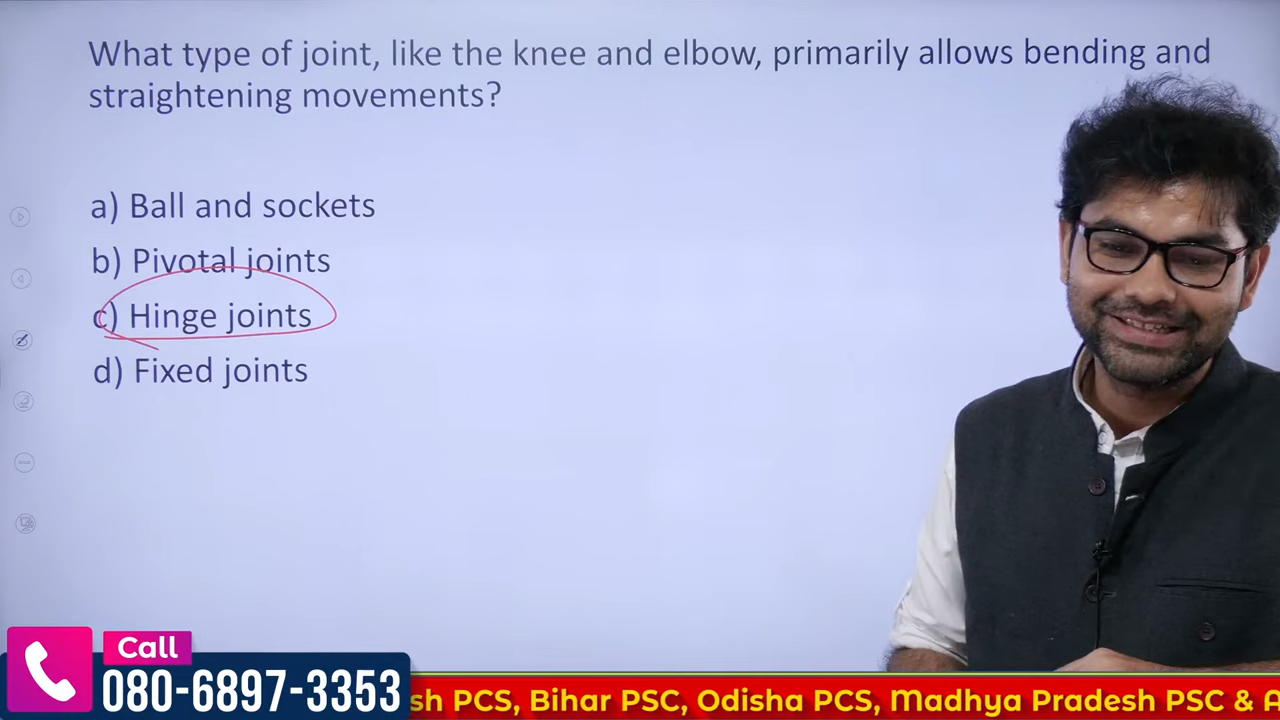 What type of joint, like the knee and elbow, primarily allows bending and
straightening movements?
a) Ball and sockets
b) Pivotal joints
c) Hinge joints
d) Fixed joints
Call
080-6897-3353
sh PCS, Bihar PSC, Odisha PCS, Madhya Pradesh PSC & A